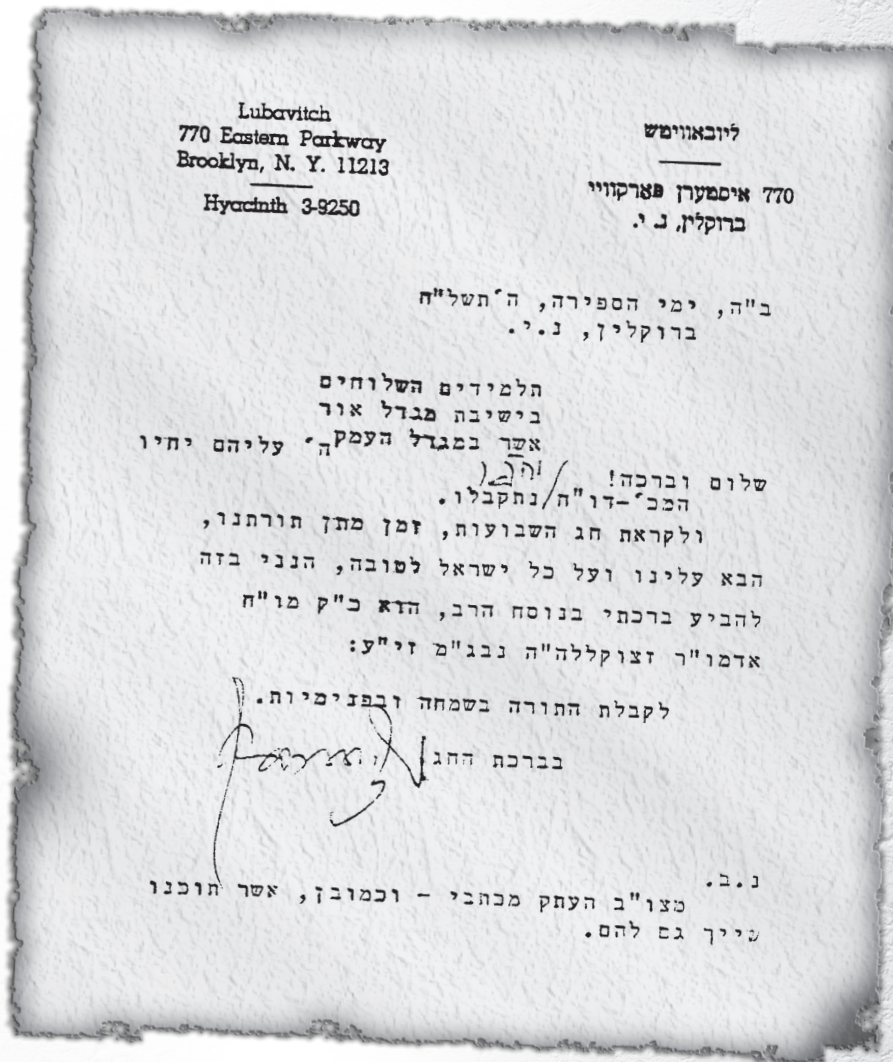 Lubavitch
770 Eastern Parkway
Brooklyn, N. Y. 11213
Hyacinth 3-9250
ליובאוויטש
770 איסטערן פארקוויי
ברוקלין, נ. י.
ב"ה, ימי הספירה, ה'תשל"ח
ברוקלין, נ.י.
תלמידים השלוחים
בישיבת מגדל אור
אשר במגדל העמק
ה' עליהם יחיו
שלום וברכה!
המכ'-דו"ח/נתקבלו.
ולקראת חג השבועות, זמן מתן תורתנו,
הבא עלינו ועל כל ישראל לטובה, הנני בזה
להביע ברכתי בנוסח הרב, הוא כ"ק מו"ח
אדמו"ר זצוקללה"ה נבג"מ זי"ע:
לקבלת התורה בשמחה ובפנימיות.
בברכת החג
נ.ב.
מצו"ב העתק מכתבי - וכמובן, אשר תוכנו
שייך גם להם.